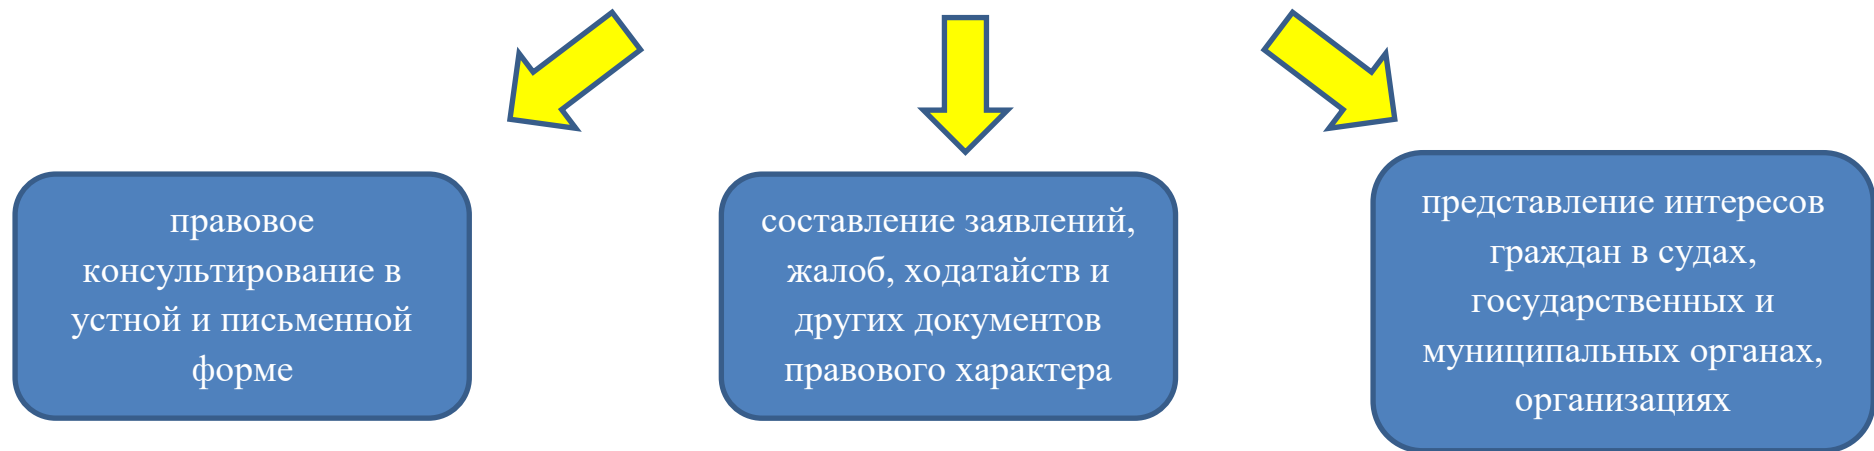 правовое
консультирование в
устной и письменной
форме
составление заявлений,
жалоб, ходатайств и
других документов
правового характера
представление интересов
граждан в судах,
государственных и
муниципальных органах,
организациях